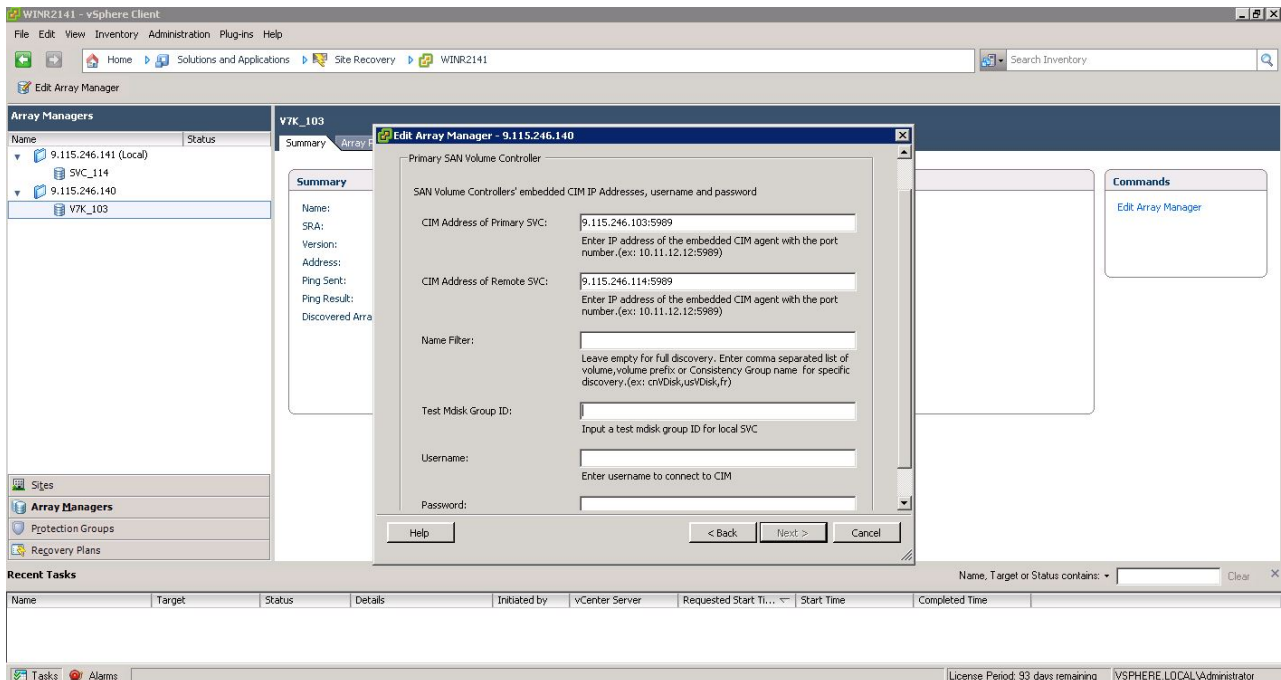 WINR2141 - vSphere Client
File Edit View Inventory Administration Plug-ins Help
Home Solutions and Applications Site Recovery WINR2141
Search Inventory
Edit Array Manager
Array Managers
Name Status
9.115.246.141 (Local)
SVC_114
9.115.246.140
V7K_103
Sites
Array Managers
Protection Groups
Recovery Plans
V7K_103
Summary Array P
Summary
Name:
SRA:
Version:
Address:
Ping Sent:
Ping Result:
Discovered Arra
Edit Array Manager - 9.115.246.140
Primary SAN Volume Controller
SAN Volume Controllers' embedded CIM IP Addresses, username and password
CIM Address of Primary SVC: 9.115.246.103:5989
Enter IP address of the embedded CIM agent with the port
number.(ex: 10.11.12.12:5989)
CIM Address of Remote SVC: 9.115.246.114:5989
Enter IP address of the embedded CIM agent with the port
number.(ex: 10.11.12.12:5989)
Name Filter:
Leave empty for full discovery. Enter comma separated list of
volume,volume prefix or Consistency Group name for specific
discovery.(ex: cnVDisk,usVDisk,fr)
Test Mdisk Group ID:
Input a test mdisk group ID for local SVC
Username:
Enter username to connect to CIM
Password:
Help < Back Next > Cancel
Commands
Edit Array Manager
Recent Tasks
Name, Target or Status contains: Clear
Name Target Status Details Initiated by vCenter Server Requested Start Ti... Start Time Completed Time
Tasks Alarms
License Period: 93 days remaining VSPHERE.LOCAL\Administrator